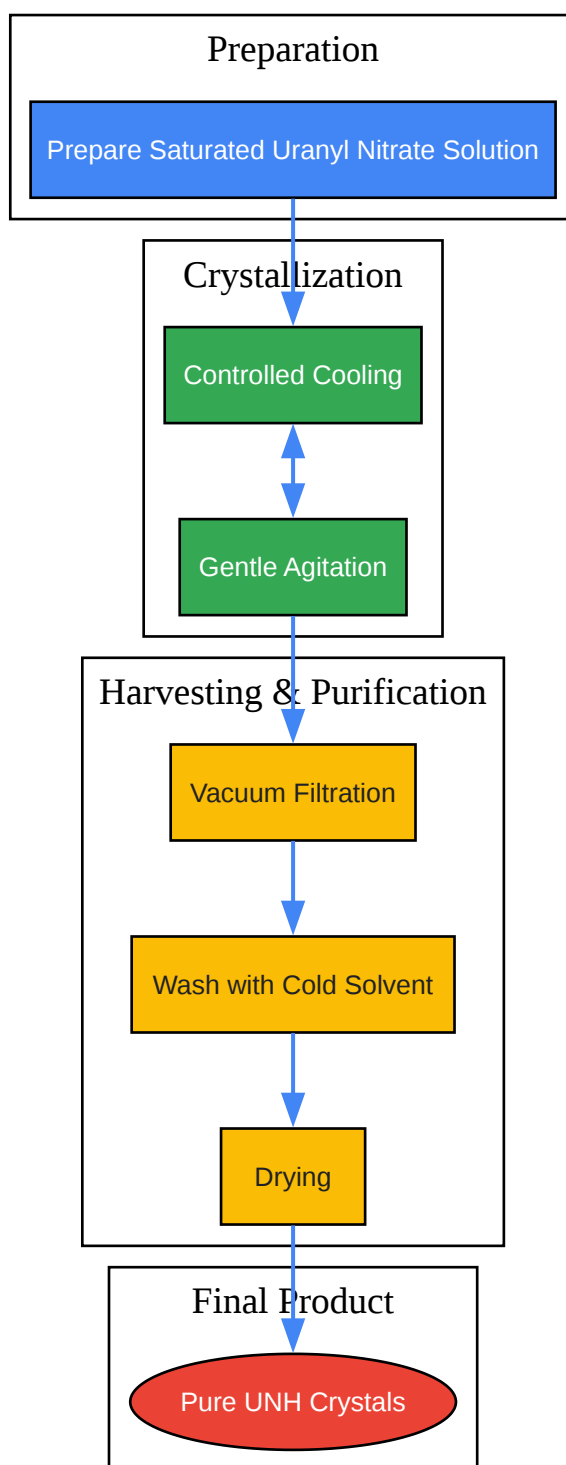 Preparation
Prepare Saturated Uranyl Nitrate Solution
Crystallization
Controlled Cooling
Gentle Agitation
Harvesting & Purification
Vacuum Filtration
Wash with Cold Solvent
Drying
Final Product
Pure UNH Crystals